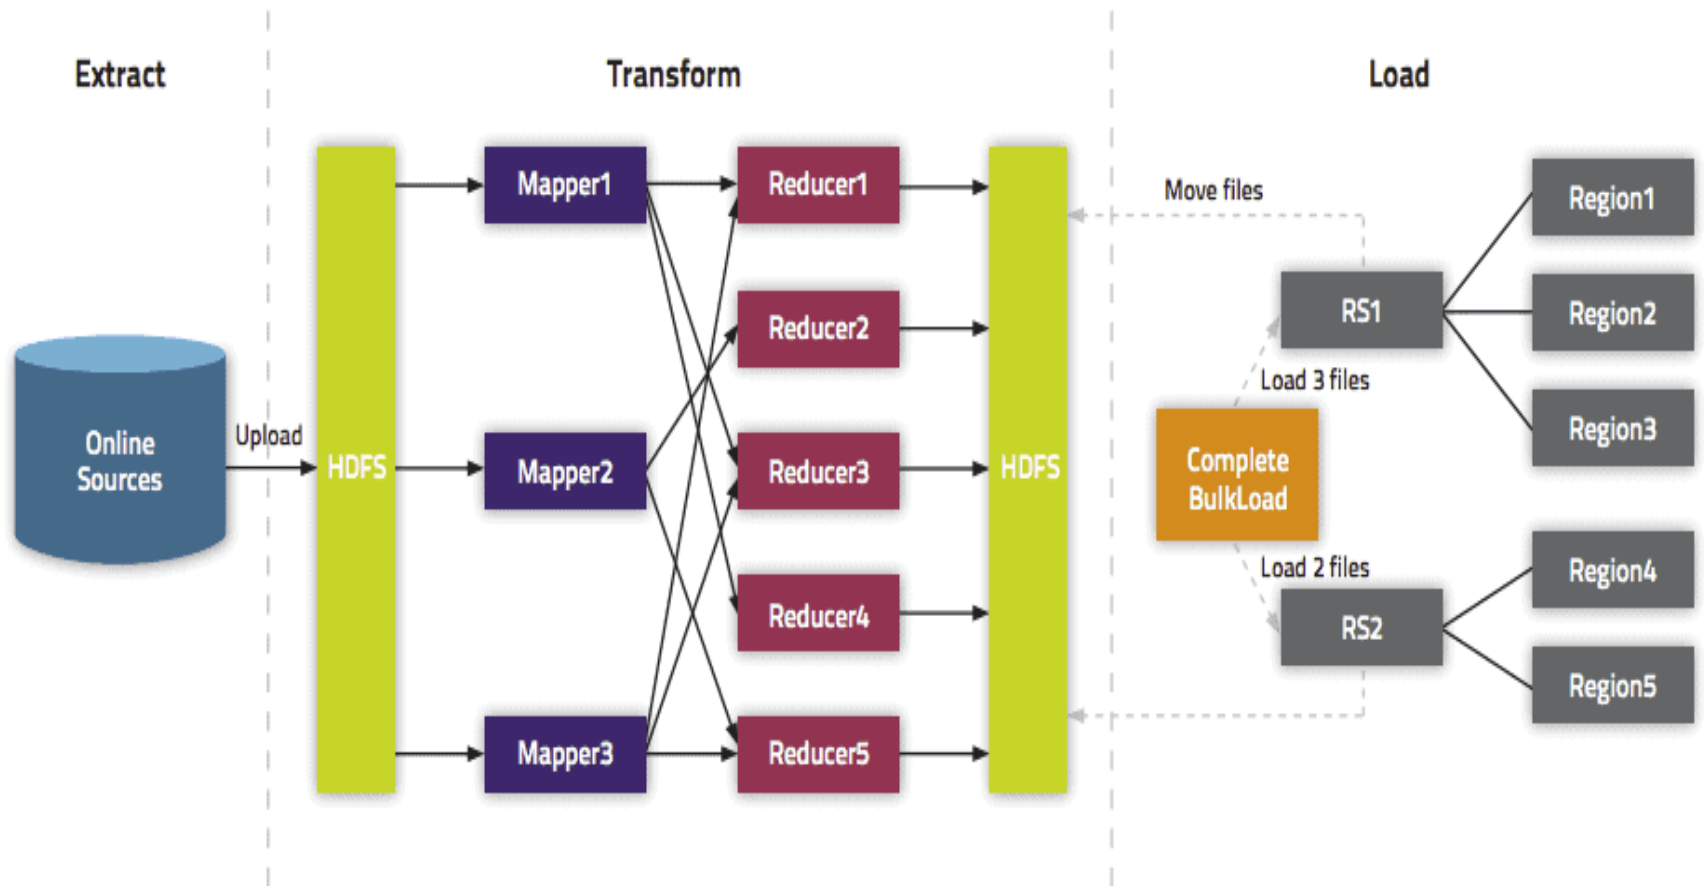 Extract
Transform
Load
Online
Sources
Upload
HDFS
Mapper1
Mapper2
Mapper3
Reducer1
Reducer2
Reducer3
Reducer4
Reducer5
HDFS
Move files
RS1
Load 3 files
Complete
BulkLoad
Load 2 files
RS2
Region1
Region2
Region3
Region4
Region5